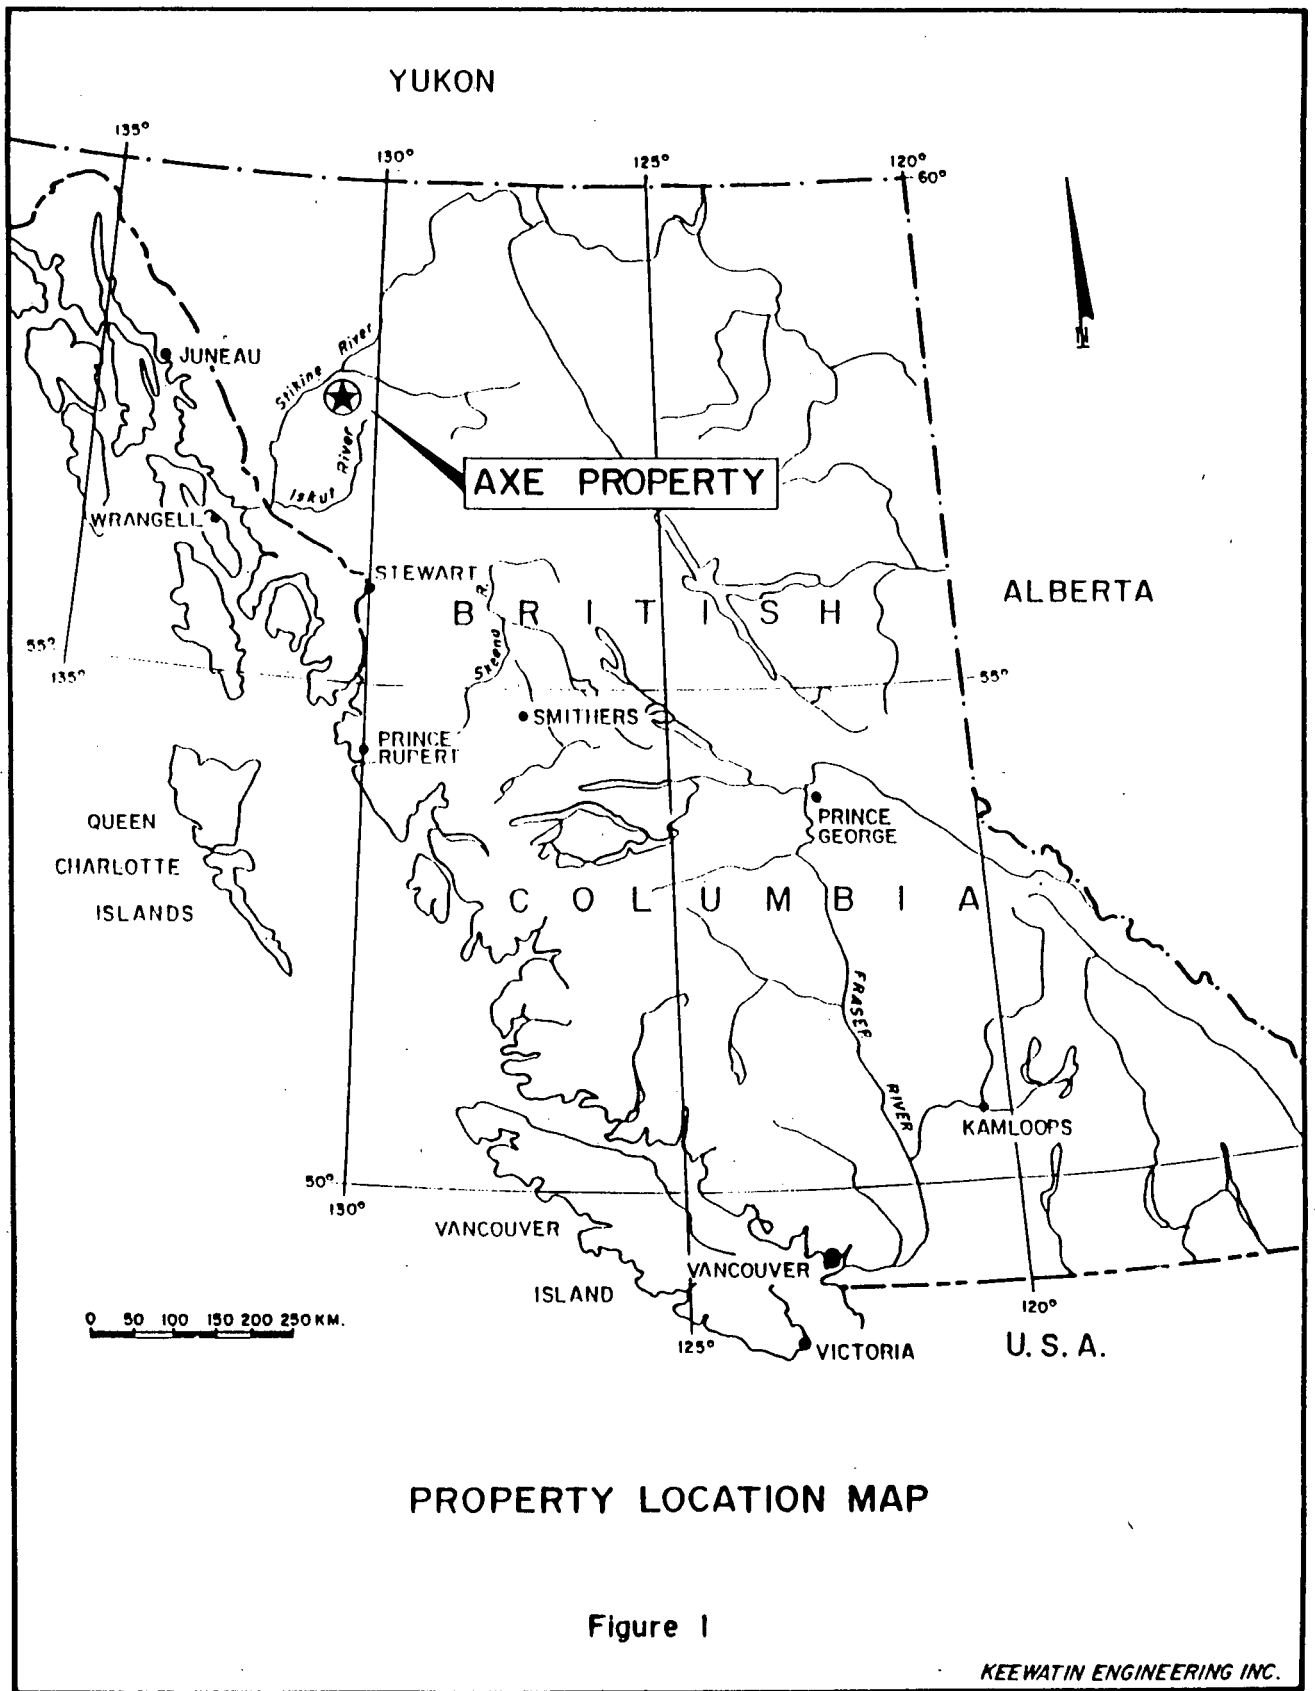 YUKON
135°
130°
125°
120°
60°
N
JUNEAU
Stikine River
Iskut River
AXE PROPERTY
WRANGELL
STEWART
ALBERTA
BRITISH
Skeena R.
55°
135°
55°
SMITHERS
PRINCE
RUPERT
QUEEN
CHARLOTTE
ISLANDS
PRINCE
GEORGE
COLUMBIA
FRASER
RIVER
KAMLOOPS
50°
130°
VANCOUVER
ISLAND
VANCOUVER
120°
125°
VICTORIA
U.S.A.
0 50 100 150 200 250 KM.
PROPERTY LOCATION MAP
Figure 1
KEEWATIN ENGINEERING INC.